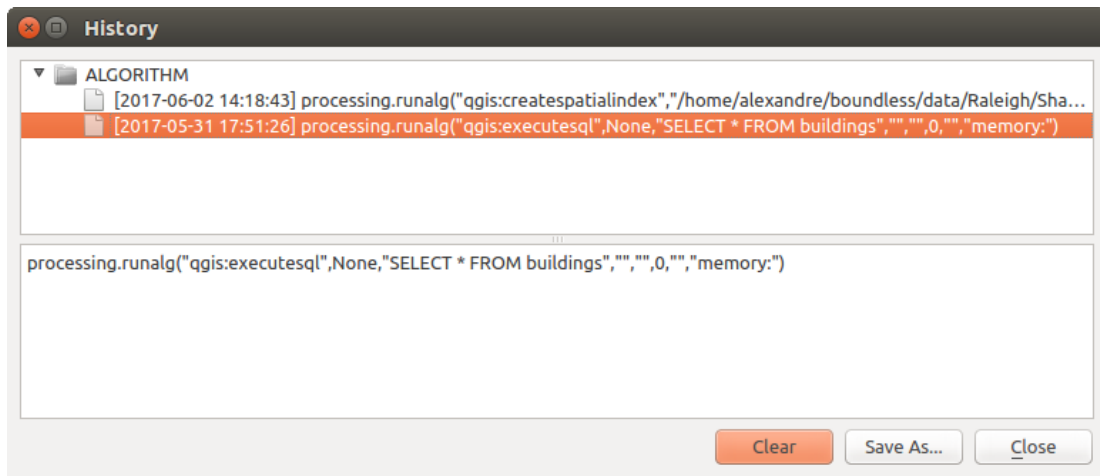 History
ALGORITHM
[2017-06-02 14:18:43] processing.runalg("qgis:createspatialindex","/home/alexandre/boundless/data/Raleigh/Sha...
[2017-05-31 17:51:26] processing.runalg("qgis:executesql",None,"SELECT * FROM buildings","","",0,"","memory:")
processing.runalg("qgis:executesql",None,"SELECT * FROM buildings","","",0,"","memory:")
Clear Save As... Close